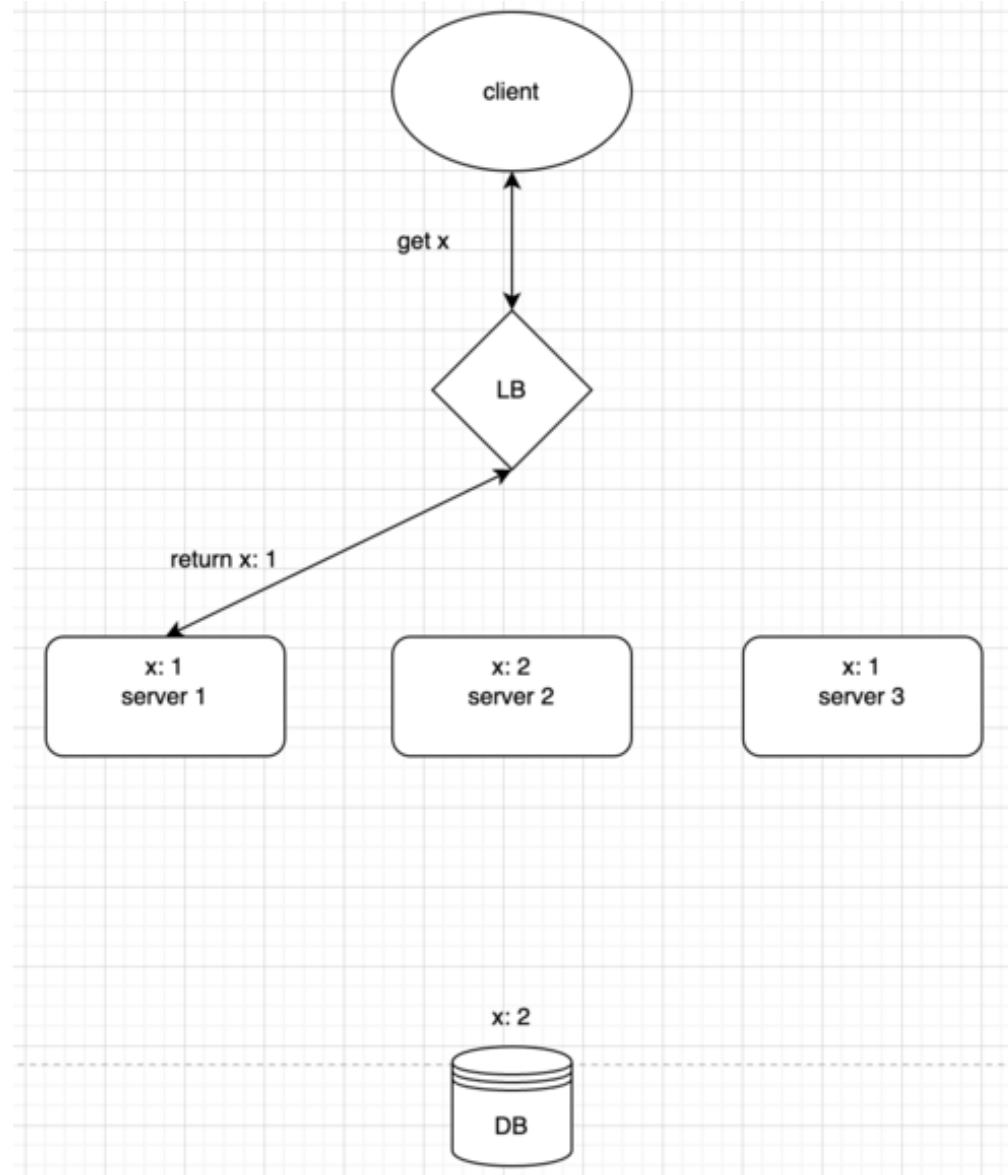 client
get x
LB
return x: 1
x: 1
server 1
x: 2
server 2
x: 1
server 3
x: 2
DB